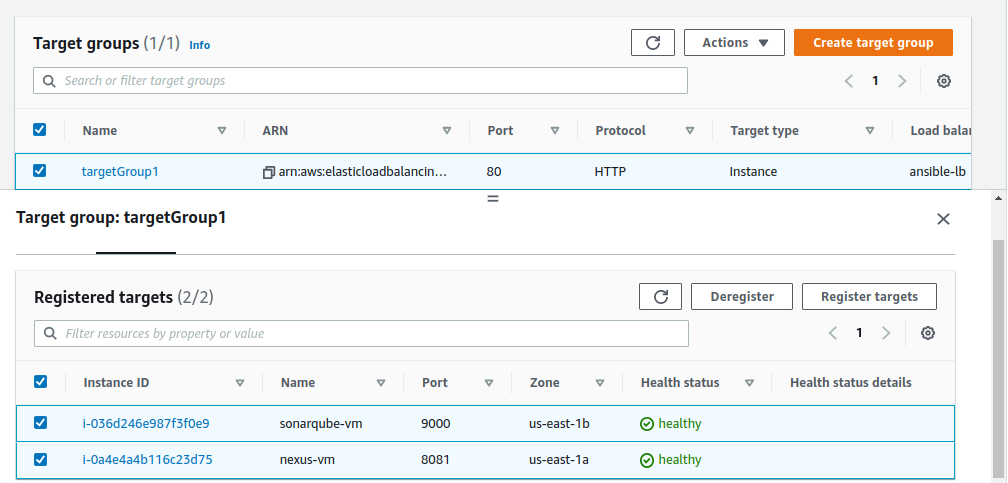 Target groups (1/1) Info
Actions
Create target group
Search or filter target groups
1
Name ARN Port Protocol Target type Load balan
targetGroup1 arn:aws:elasticloadbalancin... 80 HTTP Instance ansible-lb
Target group: targetGroup1
Registered targets (2/2)
Deregister
Register targets
Filter resources by property or value
1
Instance ID Name Port Zone Health status Health status details
i-036d246e987f3f0e9 sonarqube-vm 9000 us-east-1b healthy
i-0a4e4a4b116c23d75 nexus-vm 8081 us-east-1a healthy